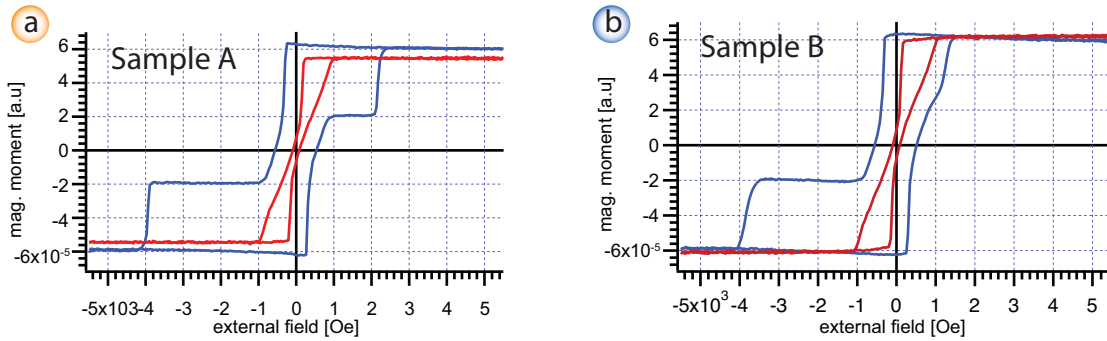 a
Sample A
mag. moment [a.u]
6
4
2
0
-2
-4
-6x10-5
-5x103-4 -3 -2 -1 0 1 2 3 4 5
external field [Oe]
b
Sample B
mag. moment [a.u]
6
4
2
0
-2
-4
-6x10-5
-5x10³-4 -3 -2 -1 0 1 2 3 4 5
external field [Oe]